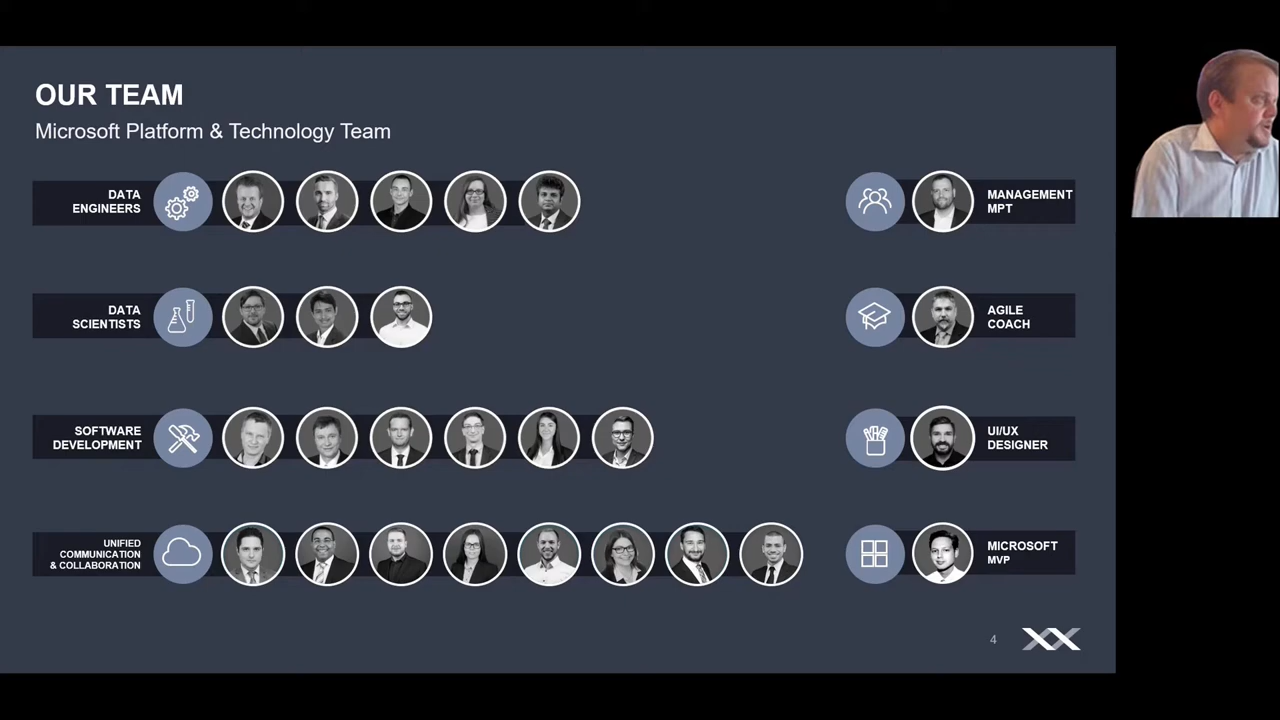 OUR TEAM
Microsoft Platform & Technology Team
DATA
ENGINEERS
MANAGEMENT
MPT
DATA
SCIENTISTS
AGILE
COACH
SOFTWARE
DEVELOPMENT
UI/UX
DESIGNER
UNIFIED
COMMUNICATION
& COLLABORATION
MICROSOFT
MVP
4